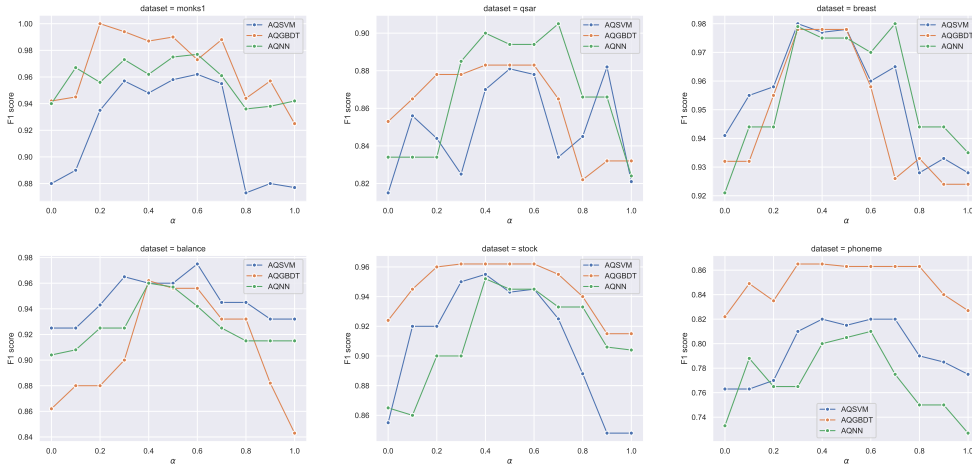 dataset = monks1
F1 score
1.00
0.98
0.96
0.94
0.92
0.90
0.88
0.0 0.2 0.4 0.6 0.8 1.0
α
AQSVM
AQGBDT
AQNN
dataset = qsar
F1 score
0.90
0.88
0.86
0.84
0.82
0.0 0.2 0.4 0.6 0.8 1.0
α
AQSVM
AQGBDT
AQNN
dataset = breast
F1 score
0.98
0.97
0.96
0.95
0.94
0.93
0.92
0.0 0.2 0.4 0.6 0.8 1.0
α
AQSVM
AQGBDT
AQNN
dataset = balance
F1 score
0.98
0.96
0.94
0.92
0.90
0.88
0.86
0.84
0.0 0.2 0.4 0.6 0.8 1.0
α
AQSVM
AQGBDT
AQNN
dataset = stock
F1 score
0.96
0.94
0.92
0.90
0.88
0.86
0.0 0.2 0.4 0.6 0.8 1.0
α
AQSVM
AQGBDT
AQNN
dataset = phoneme
F1 score
0.86
0.84
0.82
0.80
0.78
0.76
0.74
0.0 0.2 0.4 0.6 0.8 1.0
α
AQSVM
AQGBDT
AQNN